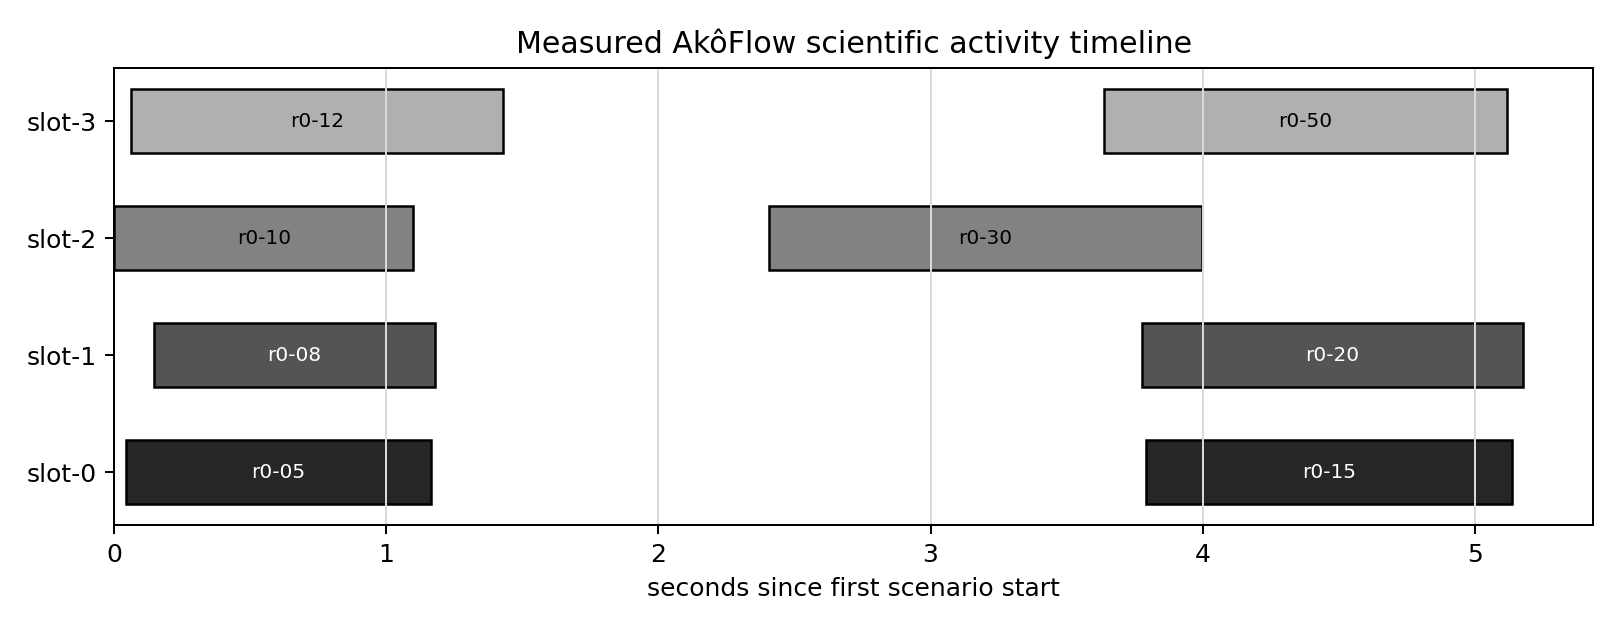 Measured AkôFlow scientific activity timeline
slot-3
r0-12
r0-50
slot-2
r0-10
r0-30
slot-1
r0-08
r0-20
slot-0
r0-05
r0-15
0 1 2 3 4 5
seconds since first scenario start